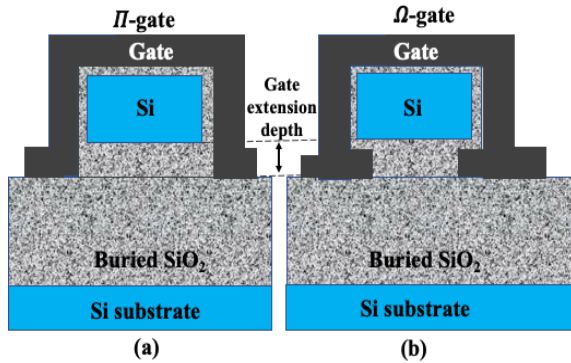 Π-gate
Ω-gate
Gate
Gate
Gate
extension
depth
Si
Si
Buried SiO₂
Buried SiO₂
Si substrate
Si substrate
(a)
(b)